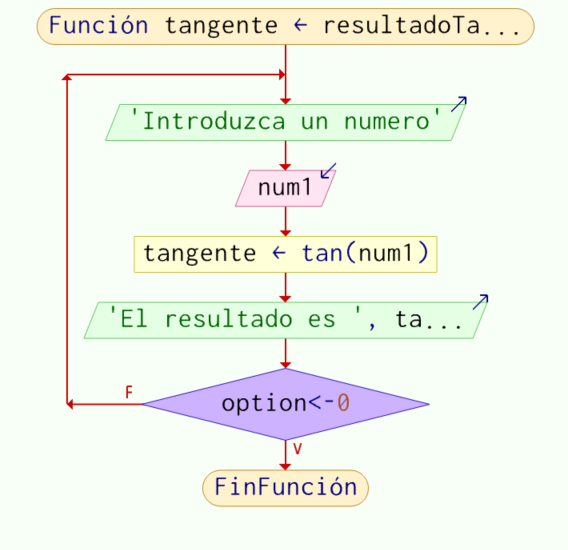 Función tangente ← resultadoTa...
'Introduzca un numero'
num1
tangente ← tan(num1)
'El resultado es ', ta...
F
option<-0
V
FinFunción